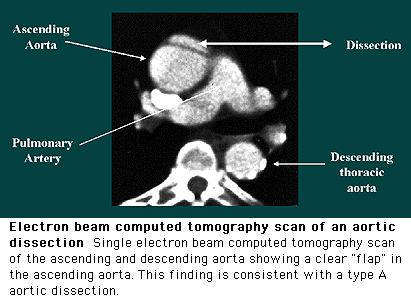 Ascending
Aorta
Dissection
Pulmonary
Artery
Descending
thoracic
aorta
Electron beam computed tomography scan of an aortic
dissection Single electron beam computed tomography scan
of the ascending and descending aorta showing a clear "flap" in
the ascending aorta. This finding is consistent with a type A
aortic dissection.